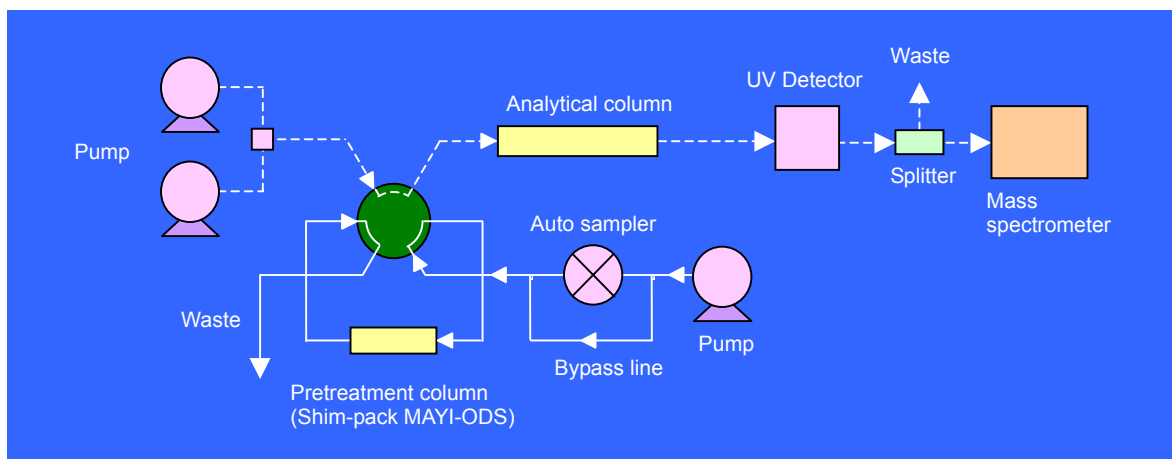 Waste
UV Detector
Analytical column
Pump
Splitter
Mass
spectrometer
Auto sampler
Waste
Pump
Bypass line
Pretreatment column
(Shim-pack MAYI-ODS)